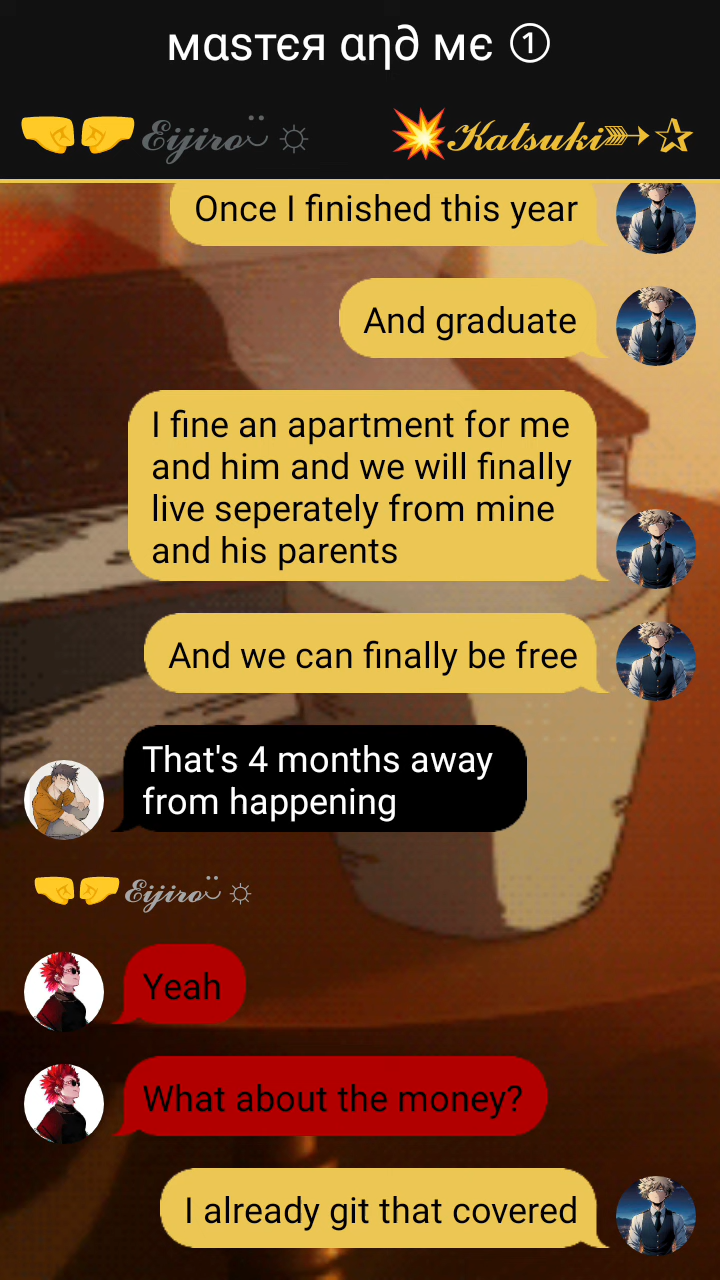 мαѕтєя αη∂ мє ①
🤜🤛ℰ𝒾𝒿𝒾𝓇ℴ ̈⌣ ☼ 💥𝒦𝒶𝓉𝓈𝓊𝓀𝒾➳☆
Once I finished this year
And graduate
I fine an apartment for me
and him and we will finally
live seperately from mine
and his parents
And we can finally be free
That's 4 months away
from happening
🤜🤛ℰ𝒾𝒿𝒾𝓇ℴ ̈⌣ ☼
Yeah
What about the money?
I already git that covered